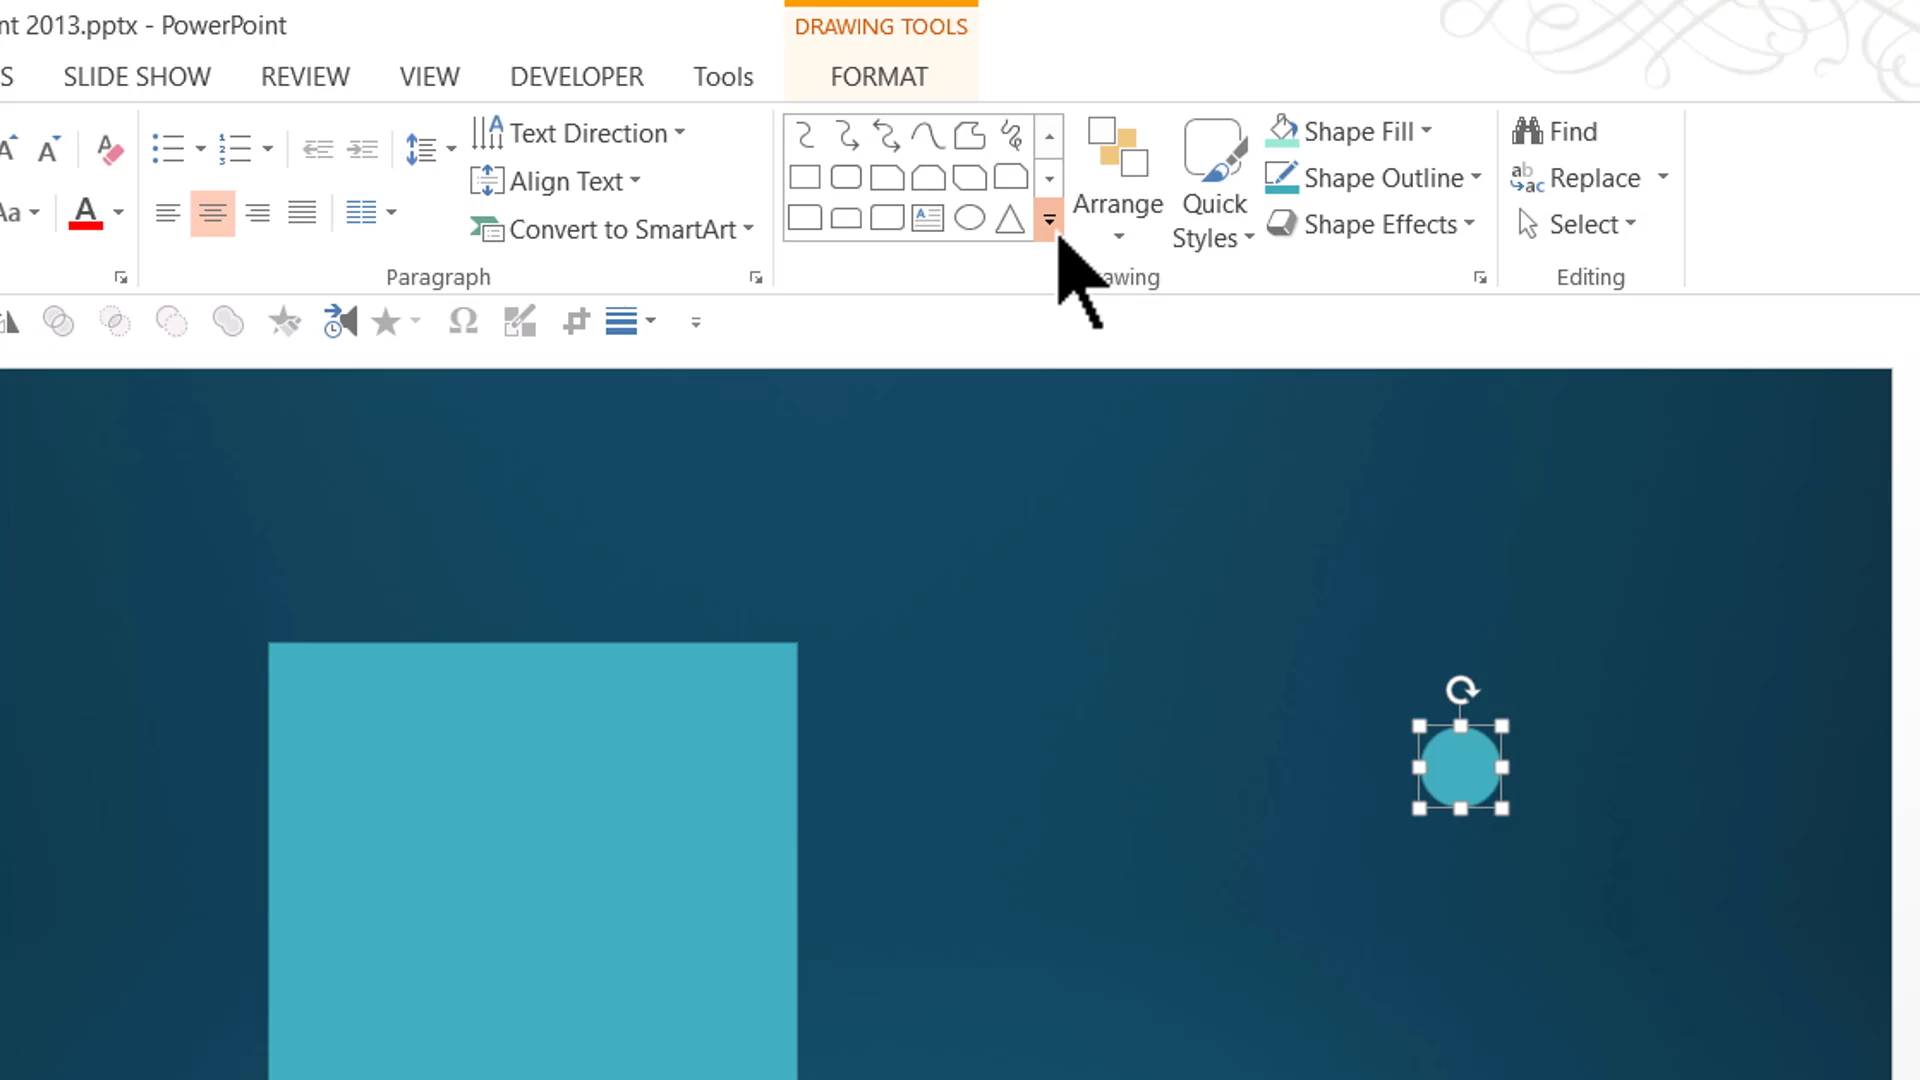 nt 2013.pptx - PowerPoint
DRAWING TOOLS
S SLIDE SHOW REVIEW VIEW DEVELOPER Tools FORMAT
Text Direction
Align Text
Convert to SmartArt
Aa
A
Paragraph
Arrange
Quick
Styles
Shape Fill
Shape Outline
Shape Effects
awing
Find
Replace
Select
Editing